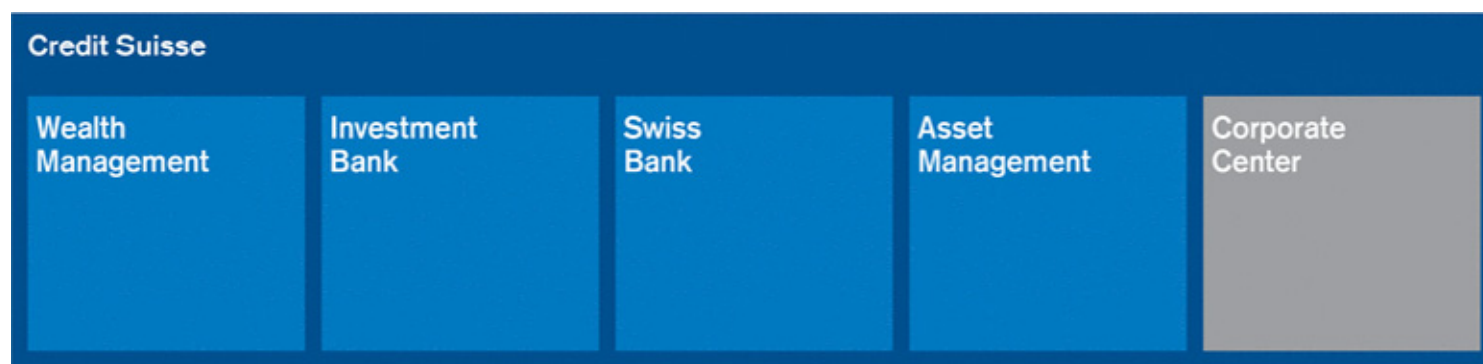 Credit Suisse
Wealth
Management
Investment
Bank
Swiss
Bank
Asset
Management
Corporate
Center